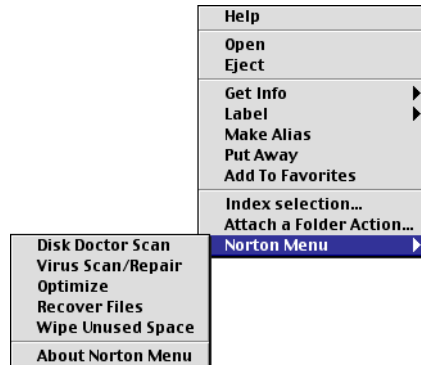 Help
Open
Eject
Get Info
Label
Make Alias
Put Away
Add To Favorites
Index selection...
Attach a Folder Action...
Norton Menu
Disk Doctor Scan
Virus Scan/Repair
Optimize
Recover Files
Wipe Unused Space
About Norton Menu